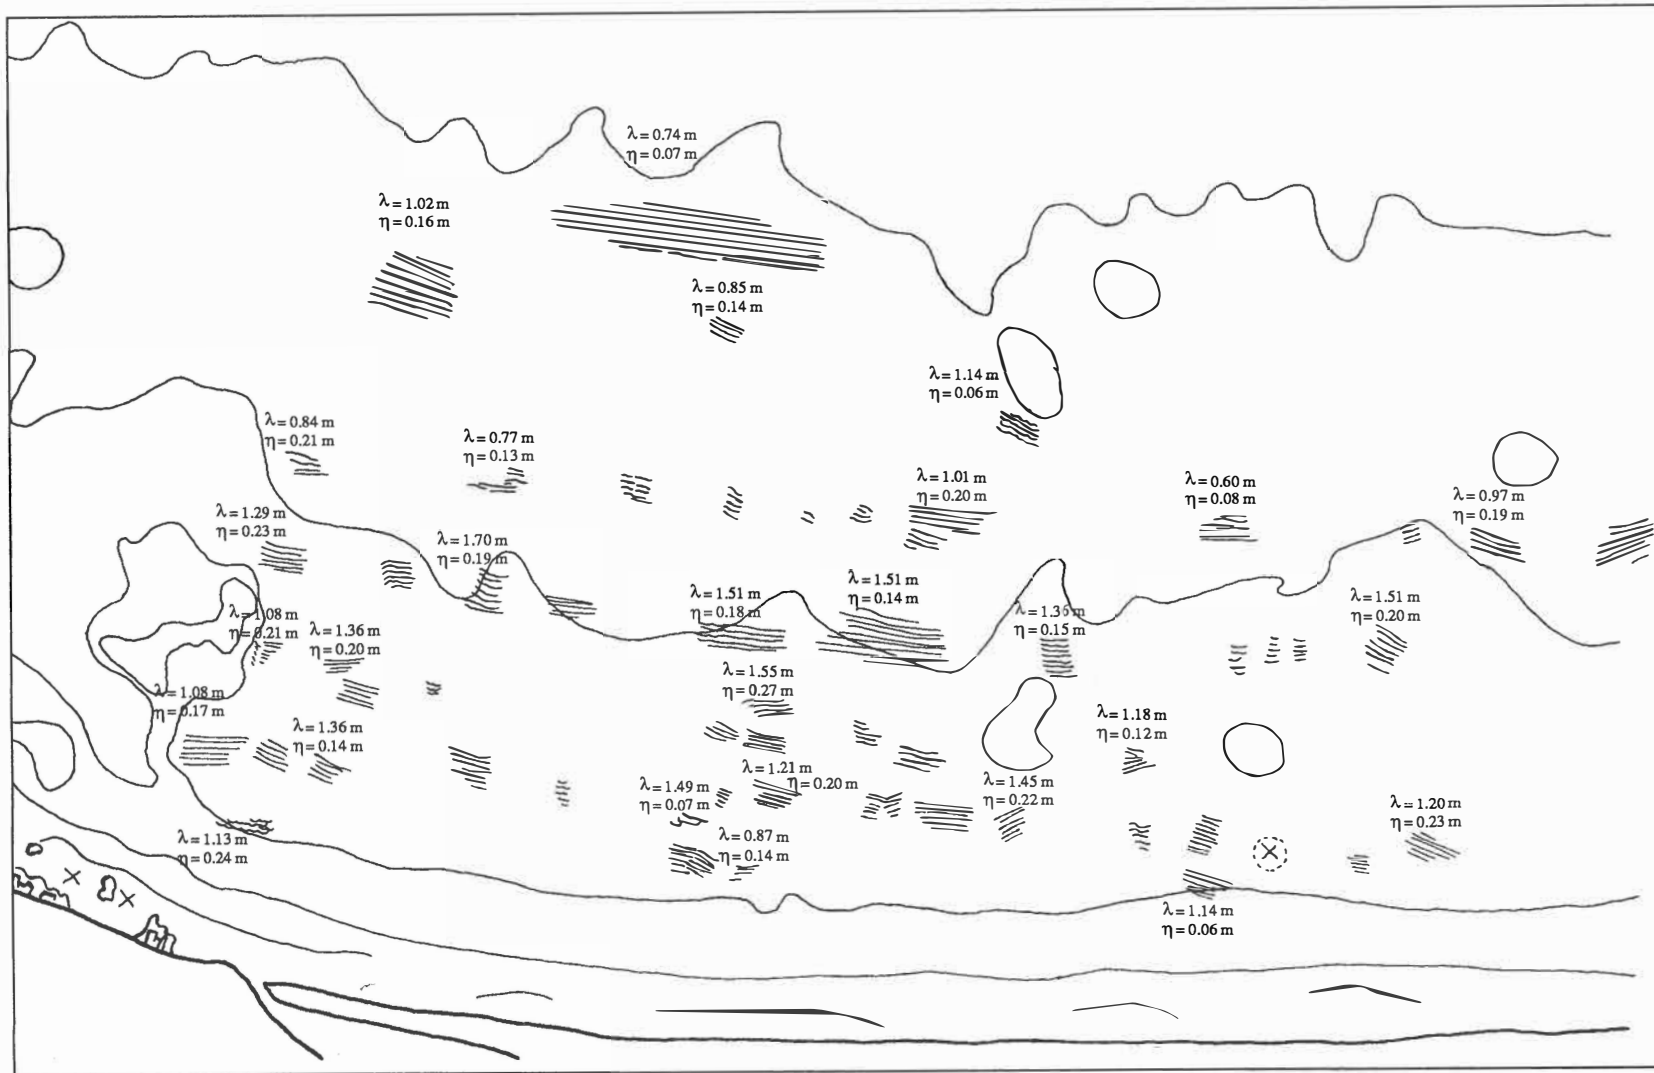 λ = 0.74 m
η = 0.07 m
λ = 1.02 m
η = 0.16 m
λ = 0.85 m
η = 0.14 m
λ = 1.14 m
η = 0.06 m
λ = 0.84 m
η = 0.21 m
λ = 0.77 m
η = 0.13 m
λ = 1.01 m
η = 0.20 m
λ = 0.60 m
η = 0.08 m
λ = 0.97 m
η = 0.19 m
λ = 1.29 m
η = 0.23 m
λ = 1.70 m
η = 0.19 m
λ = 1.51 m
η = 0.18 m
λ = 1.51 m
η = 0.14 m
λ = 1.36 m
η = 0.15 m
λ = 1.51 m
η = 0.20 m
λ = 1.08 m
η = 0.21 m
λ = 1.36 m
η = 0.20 m
λ = 1.55 m
η = 0.27 m
λ = 1.08 m
η = 0.17 m
λ = 1.36 m
η = 0.14 m
λ = 1.18 m
η = 0.12 m
λ = 1.49 m
η = 0.07 m
λ = 1.21 m
η = 0.20 m
λ = 1.45 m
η = 0.22 m
λ = 1.20 m
η = 0.23 m
λ = 1.13 m
η = 0.24 m
λ = 0.87 m
η = 0.14 m
λ = 1.14 m
η = 0.06 m